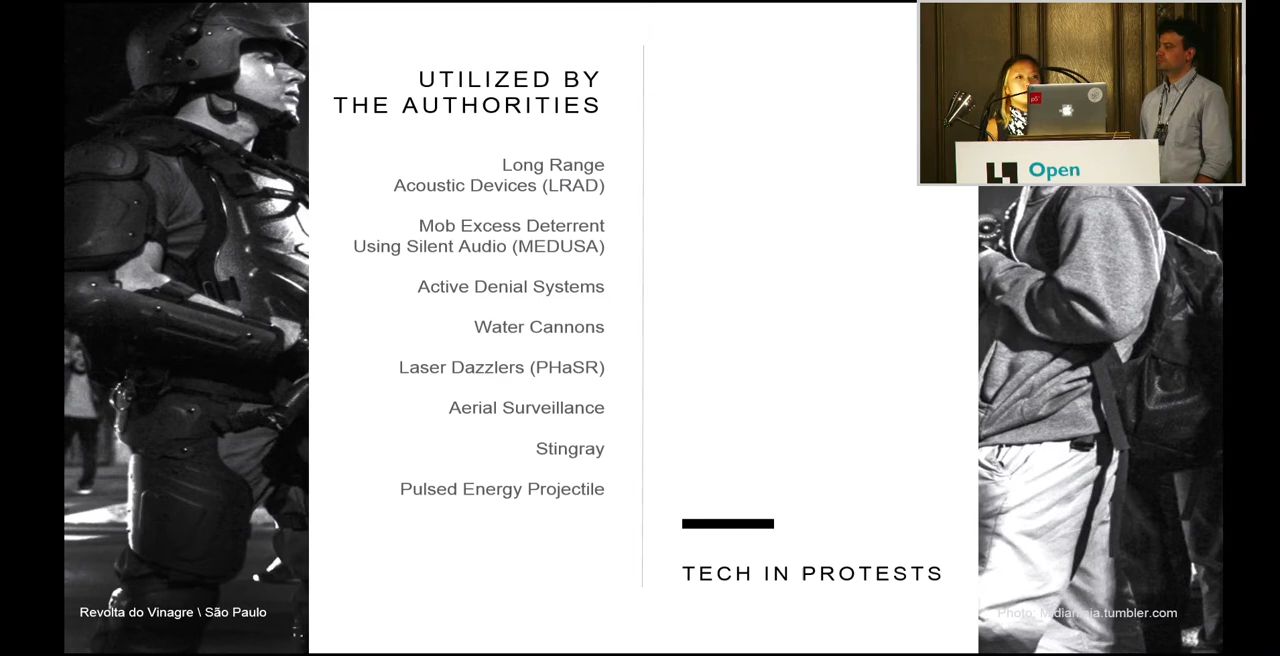 UTILIZED BY
THE AUTHORITIES
Long Range
Acoustic Devices (LRAD)
Mob Excess Deterrent
Using Silent Audio (MEDUSA)
Active Denial Systems
Water Cannons
Laser Dazzlers (PHaSR)
Aerial Surveillance
Stingray
Pulsed Energy Projectile
TECH IN PROTESTS
Revolta do Vinagre \ São Paulo
Photo:
Open